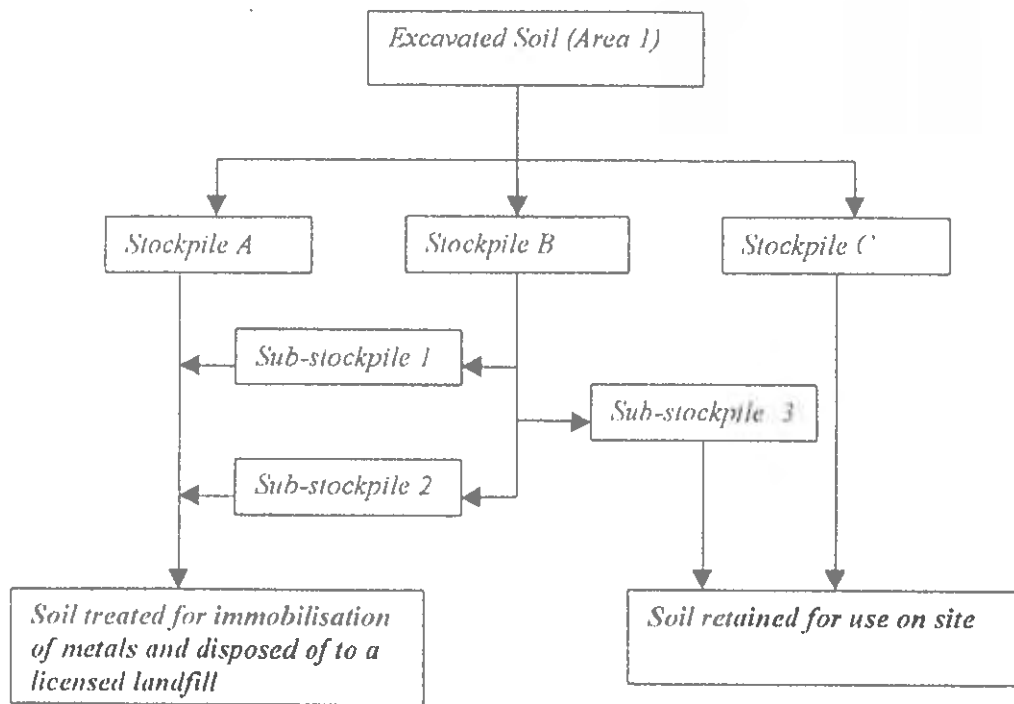 Excavated Soil (Area 1)
Stockpile A
Stockpile B
Stockpile C
Sub-stockpile 1
Sub-stockpile 3
Sub-stockpile 2
Soil treated for immobilisation
of metals and disposed of to a
licensed landfill
Soil retained for use on site